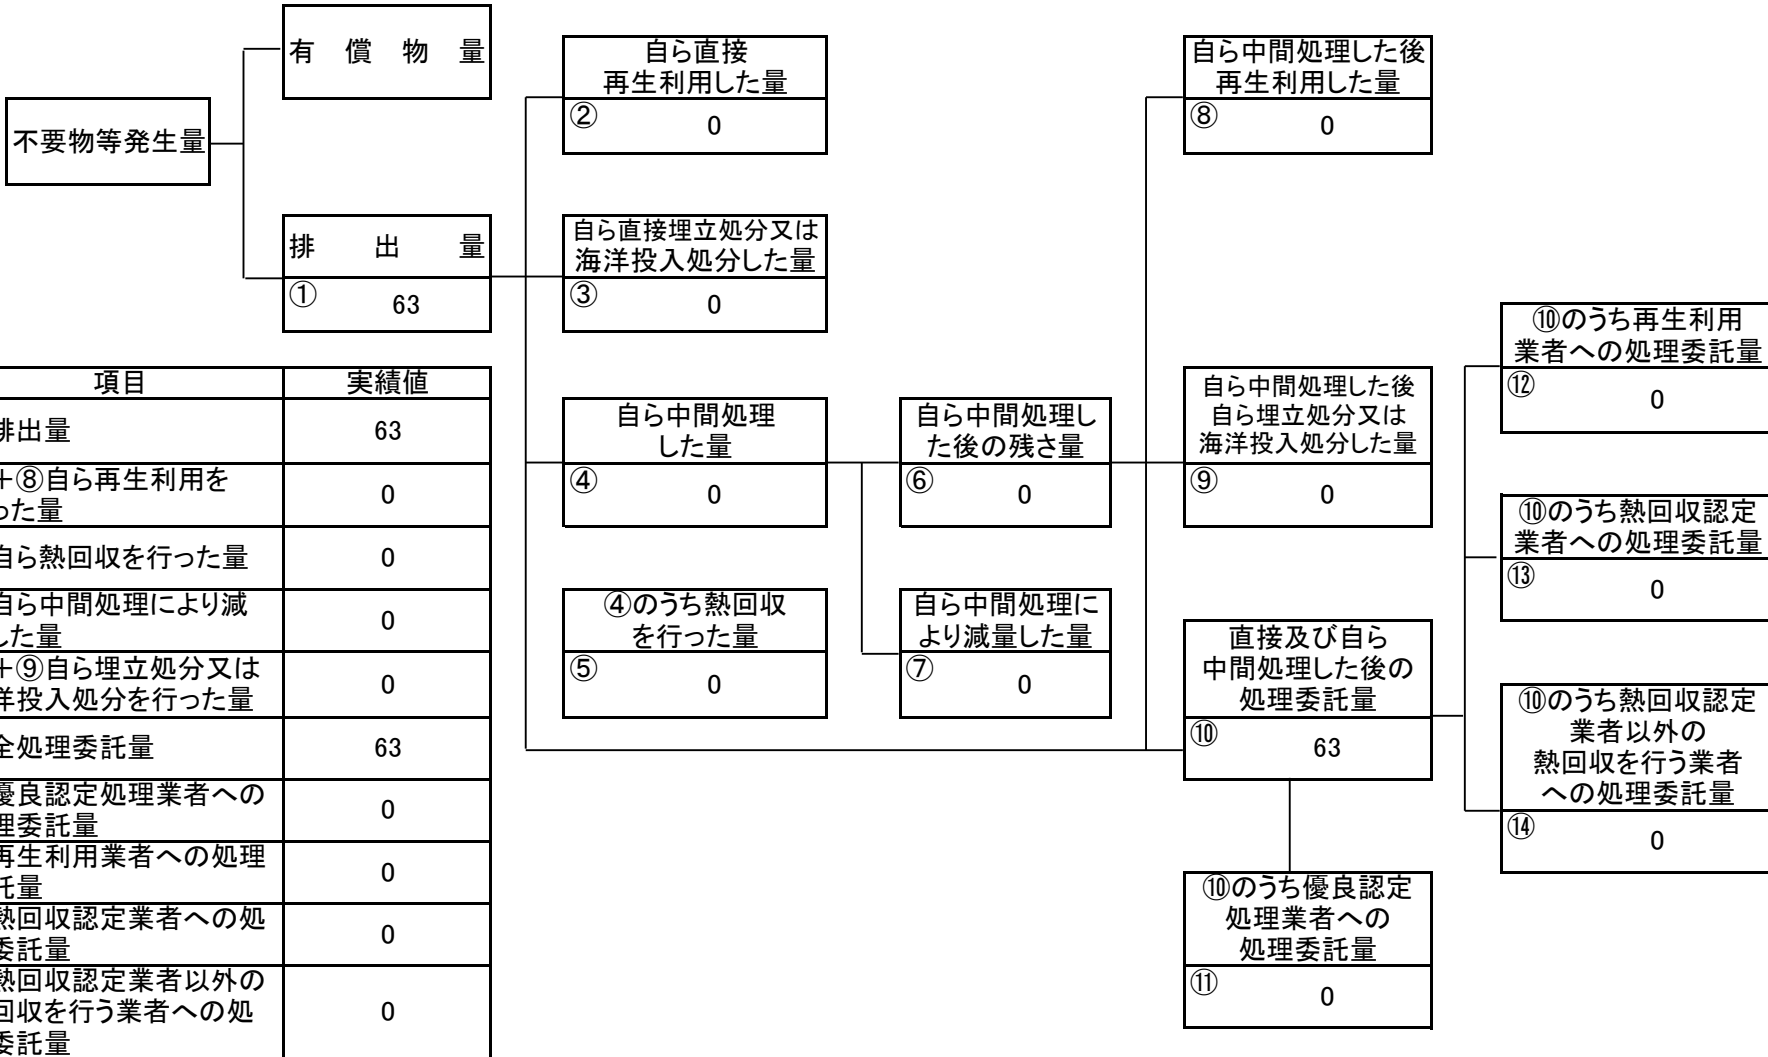 有 償 物 量
不要物等発生量
排 出 量
① 63
自ら直接
再生利用した量
② 0
自ら直接埋立処分又は
海洋投入処分した量
③ 0
自ら中間処理
した量
④ 0
④のうち熱回収
を行った量
⑤ 0
自ら中間処理し
た後の残さ量
⑥ 0
自ら中間処理に
より減量した量
⑦ 0
自ら中間処理した後
再生利用した量
⑧ 0
自ら中間処理した後
自ら埋立処分又は
海洋投入処分した量
⑨ 0
直接及び自ら
中間処理した後の
処理委託量
⑩ 63
⑩のうち優良認定
処理業者への
処理委託量
⑪ 0
⑩のうち再生利用
業者への処理委託量
⑫ 0
⑩のうち熱回収認定
業者への処理委託量
⑬ 0
⑩のうち熱回収認定
業者以外の
熱回収を行う業者
への処理委託量
⑭ 0
項目 実績値
排出量 63
+⑧自ら再生利用を
った量 0
自ら熱回収を行った量 0
自ら中間処理により減
した量 0
+⑨自ら埋立処分又は
洋投入処分を行った量 0
全処理委託量 63
優良認定処理業者への
理委託量 0
再生利用業者への処理
託量 0
熱回収認定業者への処
委託量 0
熱回収認定業者以外の
回収を行う業者への処
委託量 0